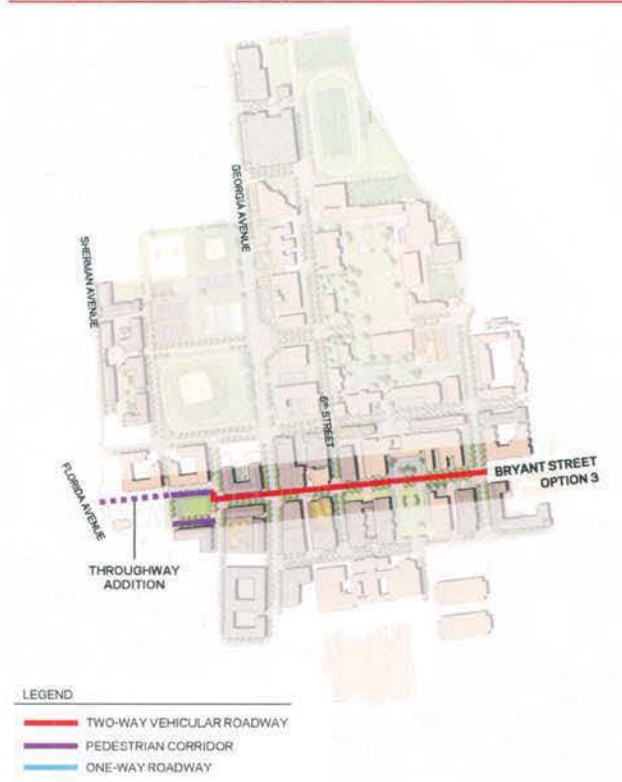 GEORGIA AVENUE
SHERMAN AVENUE
6th STREET
BRYANT STREET
OPTION 3
FLORIDA AVENUE
THROUGHWAY
ADDITION
LEGEND
TWO-WAY VEHICULAR ROADWAY
PEDESTRIAN CORRIDOR
ONE-WAY ROADWAY